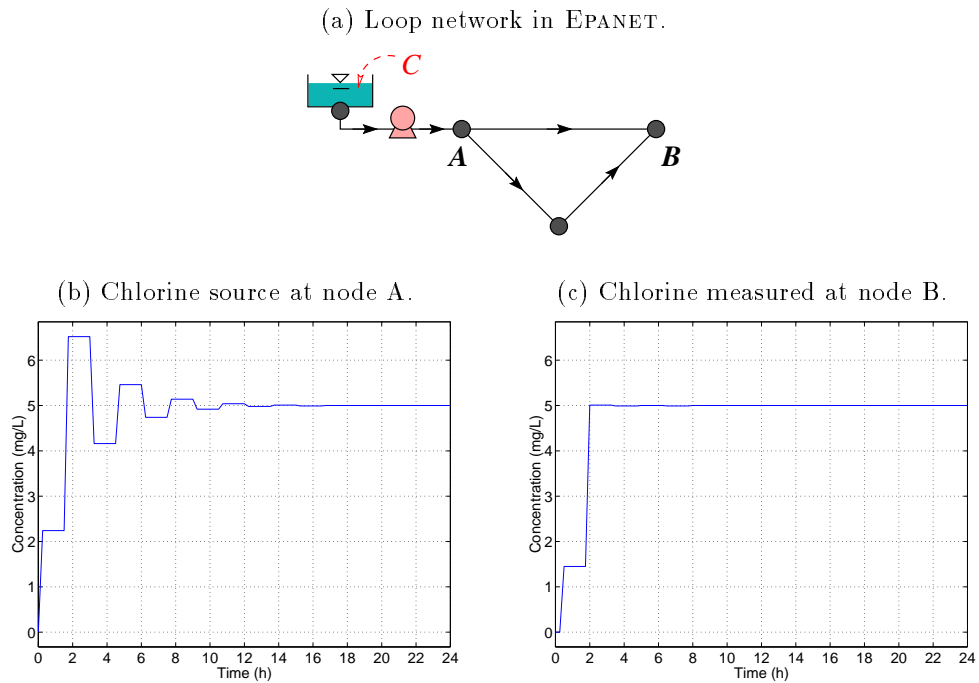 (a) Loop network in EPANET.
C
A
B
(b) Chlorine source at node A.
(c) Chlorine measured at node B.
Concentration (mg/L)
6
5
4
3
2
1
0
0 2 4 6 8 10 12 14 16 18 20 22 24
Time (h)
Concentration (mg/L)
6
5
4
3
2
1
0
0 2 4 6 8 10 12 14 16 18 20 22 24
Time (h)